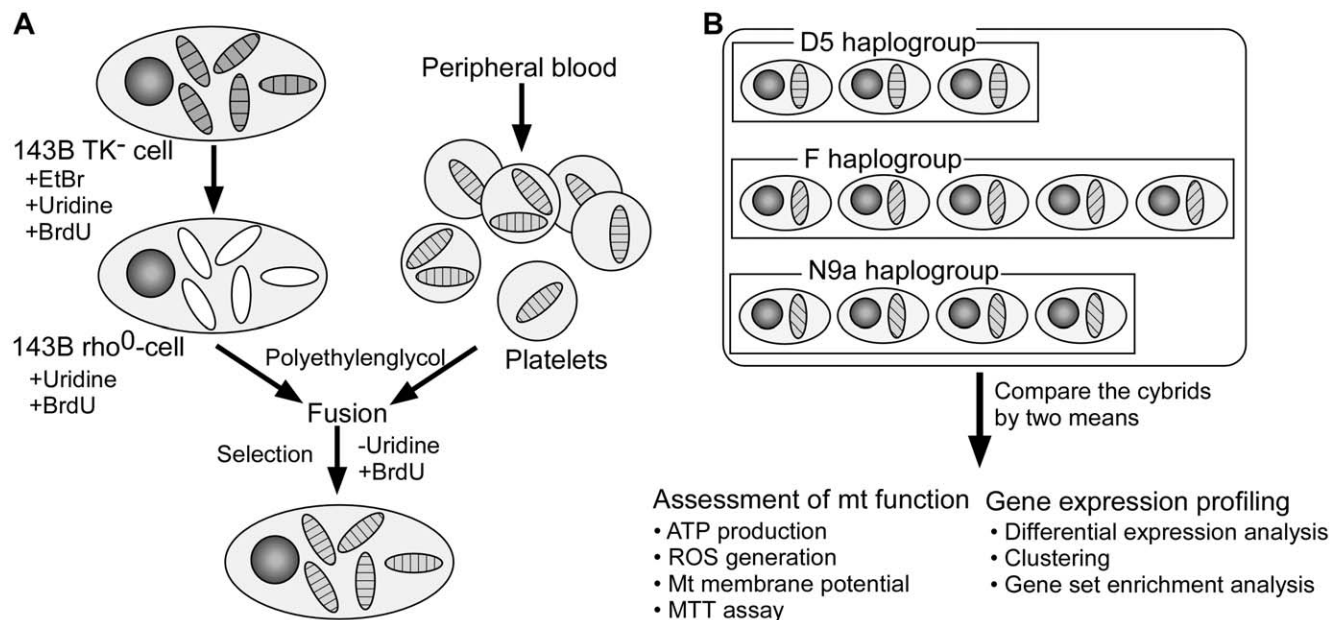 A
143B TK- cell
+EtBr
+Uridine
+BrdU
143B rho0-cell
+Uridine
+BrdU
Peripheral blood
Platelets
Polyethylenglycol
Fusion
Selection
-Uridine
+BrdU
B
D5 haplogroup
F haplogroup
N9a haplogroup
Compare the cybrids
by two means
Assessment of mt function
• ATP production
• ROS generation
• Mt membrane potential
• MTT assay
Gene expression profiling
• Differential expression analysis
• Clustering
• Gene set enrichment analysis